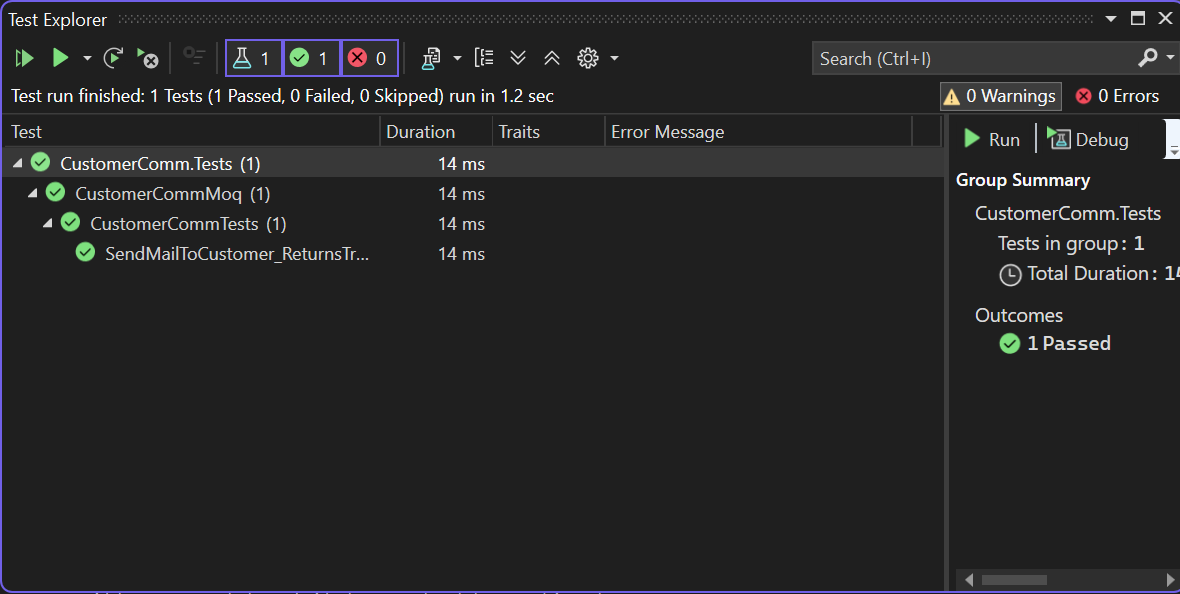 Test Explorer
1 1 0
Search (Ctrl+I)
Test run finished: 1 Tests (1 Passed, 0 Failed, 0 Skipped) run in 1.2 sec
0 Warnings 0 Errors
Test Duration Traits Error Message
CustomerComm.Tests (1) 14 ms
CustomerCommMoq (1) 14 ms
CustomerCommTests (1) 14 ms
SendMailToCustomer_ReturnsTr... 14 ms
Run Debug
Group Summary
CustomerComm.Tests
Tests in group: 1
Total Duration: 14
Outcomes
1 Passed